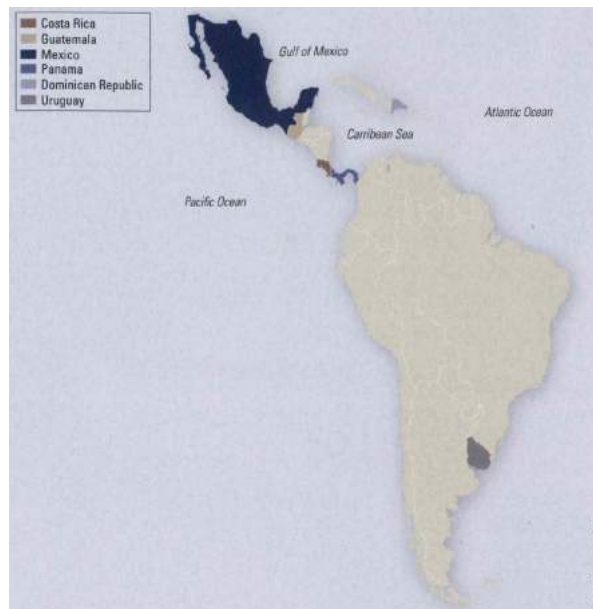 Costa Rica
Guatemala
Mexico
Panama
Dominican Republic
Uruguay
Gulf of Mexico
Atlantic Ocean
Carribean Sea
Pacific Ocean